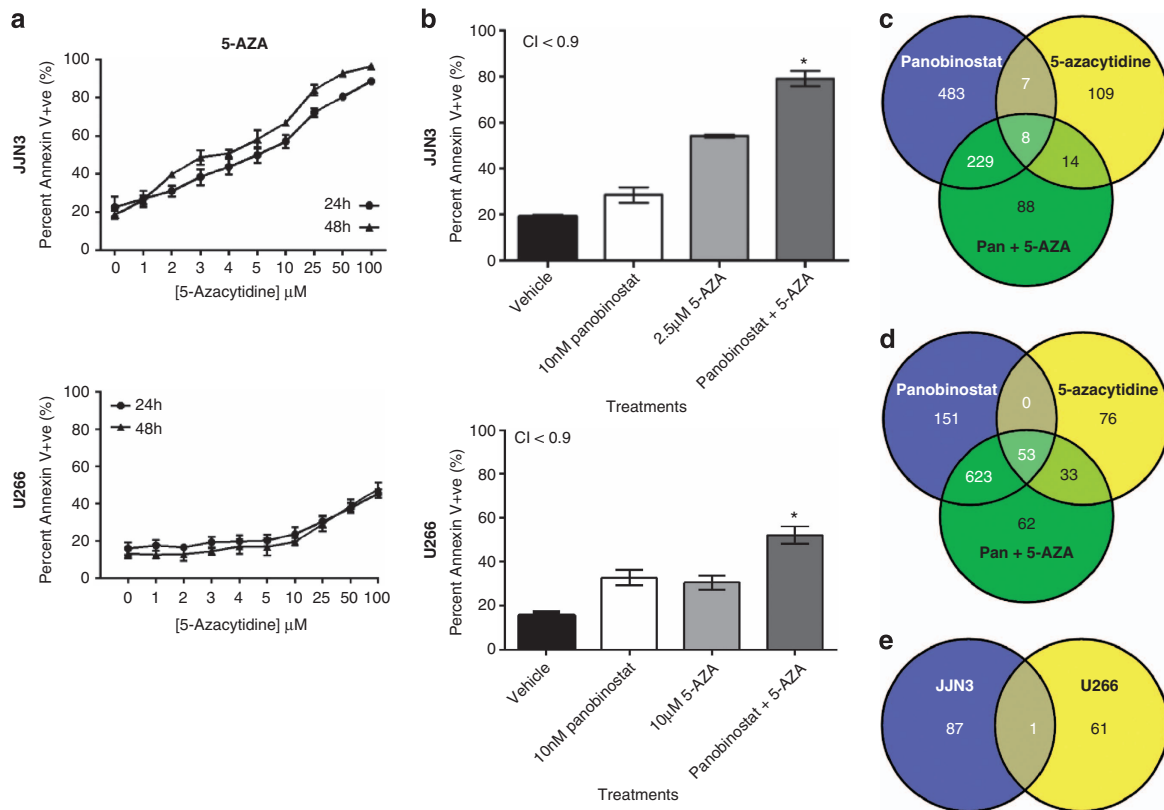 a
5-AZA
JJN3
Percent Annexin V+ve (%)
100
80
60
40
20
0
24h
48h
0 1 2 3 4 5 10 25 50 100
[5-Azacytidine] μM
U266
Percent Annexin V+ve (%)
100
80
60
40
20
0
24h
48h
0 1 2 3 4 5 10 25 50 100
[5-Azacytidine] μM
b
JJN3
Percent Annexin V+ve (%)
100
80
60
40
20
0
CI < 0.9
*
Vehicle
10nM panobinostat
2.5μM 5-AZA
Panobinostat + 5-AZA
Treatments
U266
Percent Annexin V+ve (%)
100
80
60
40
20
0
CI < 0.9
*
Vehicle
10nM panobinostat
10μM 5-AZA
Panobinostat + 5-AZA
Treatments
c
Panobinostat
5-azacytidine
483
7
109
8
229
14
88
Pan + 5-AZA
d
Panobinostat
5-azacytidine
151
0
76
53
623
33
62
Pan + 5-AZA
e
JJN3
U266
87
1
61